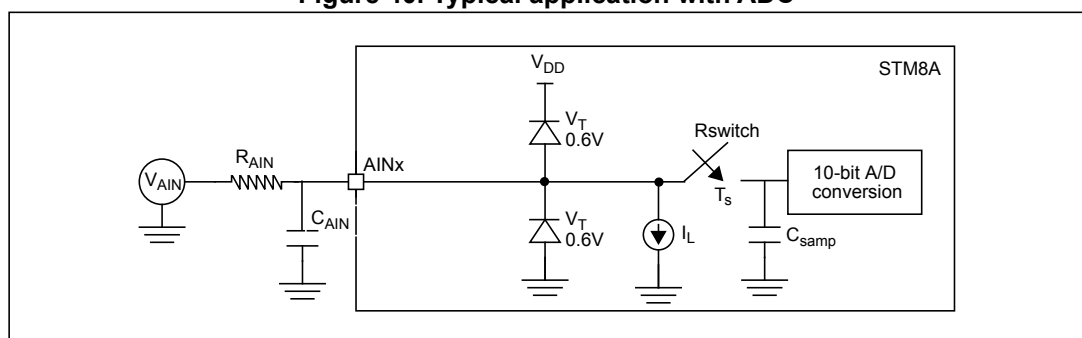 Figure 40. Typical application with ADC
STM8A
VDD
VT
0.6V
Rswitch
RAIN
AINx
VAIN
10-bit A/D
conversion
Ts
CAIN
VT
0.6V
IL
Csamp